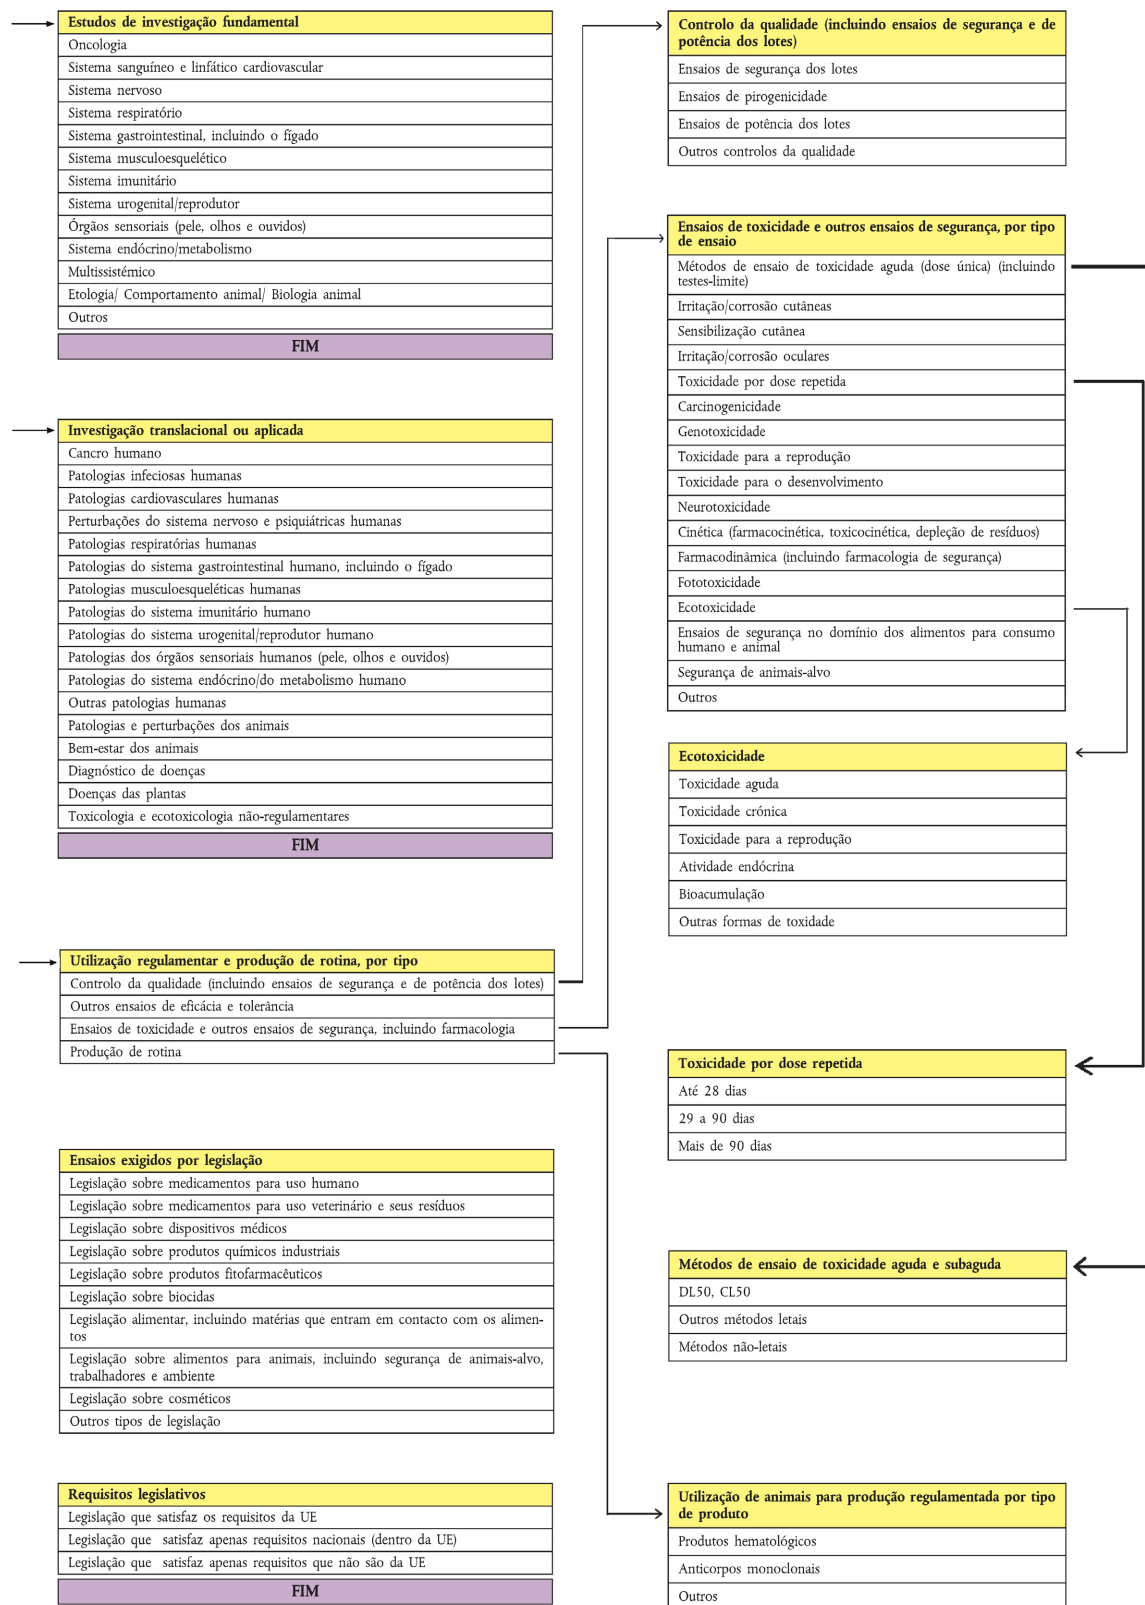 Estudos de investigação fundamental
Oncologia
Sistema sanguíneo e linfático cardiovascular
Sistema nervoso
Sistema respiratório
Sistema gastrointestinal, incluindo o fígado
Sistema musculoesquelético
Sistema imunitário
Sistema urogenital/reprodutor
Órgãos sensoriais (pele, olhos e ouvidos)
Sistema endócrino/metabolismo
Multissistémico
Etologia/ Comportamento animal/ Biologia animal
Outros
FIM
Investigação translacional ou aplicada
Cancro humano
Patologias infeciosas humanas
Patologias cardiovasculares humanas
Perturbações do sistema nervoso e psiquiátricas humanas
Patologias respiratórias humanas
Patologias do sistema gastrointestinal humano, incluindo o fígado
Patologias musculoesqueléticas humanas
Patologias do sistema imunitário humano
Patologias do sistema urogenital/reprodutor humano
Patologias dos órgãos sensoriais humanos (pele, olhos e ouvidos)
Patologias do sistema endócrino/do metabolismo humano
Outras patologias humanas
Patologias e perturbações dos animais
Bem-estar dos animais
Diagnóstico de doenças
Doenças das plantas
Toxicologia e ecotoxicologia não-regulamentares
FIM
Utilização regulamentar e produção de rotina, por tipo
Controlo da qualidade (incluindo ensaios de segurança e de potência dos lotes)
Outros ensaios de eficácia e tolerância
Ensaios de toxicidade e outros ensaios de segurança, incluindo farmacologia
Produção de rotina
Ensaios exigidos por legislação
Legislação sobre medicamentos para uso humano
Legislação sobre medicamentos para uso veterinário e seus resíduos
Legislação sobre dispositivos médicos
Legislação sobre produtos químicos industriais
Legislação sobre produtos fitofarmacêuticos
Legislação sobre biocidas
Legislação alimentar, incluindo matérias que entram em contacto com os alimen-
tos
Legislação sobre alimentos para animais, incluindo segurança de animais-alvo,
trabalhadores e ambiente
Legislação sobre cosméticos
Outros tipos de legislação
Requisitos legislativos
Legislação que satisfaz os requisitos da UE
Legislação que satisfaz apenas requisitos nacionais (dentro da UE)
Legislação que satisfaz apenas requisitos que não são da UE
FIM
Controlo da qualidade (incluindo ensaios de segurança e de
potência dos lotes)
Ensaios de segurança dos lotes
Ensaios de pirogenicidade
Ensaios de potência dos lotes
Outros controlos da qualidade
Ensaios de toxicidade e outros ensaios de segurança, por tipo
de ensaio
Métodos de ensaio de toxicidade aguda (dose única) (incluindo
testes-limite)
Irritação/corrosão cutâneas
Sensibilização cutânea
Irritação/corrosão oculares
Toxicidade por dose repetida
Carcinogenicidade
Genotoxicidade
Toxicidade para a reprodução
Toxicidade para o desenvolvimento
Neurotoxicidade
Cinética (farmacocinética, toxicocinética, depleção de resíduos)
Farmacodinâmica (incluindo farmacologia de segurança)
Fototoxicidade
Ecotoxicidade
Ensaios de segurança no domínio dos alimentos para consumo
humano e animal
Segurança de animais-alvo
Outros
Ecotoxicidade
Toxicidade aguda
Toxicidade crónica
Toxicidade para a reprodução
Atividade endócrina
Bioacumulação
Outras formas de toxidade
Toxicidade por dose repetida
Até 28 dias
29 a 90 dias
Mais de 90 dias
Métodos de ensaio de toxicidade aguda e subaguda
DL50, CL50
Outros métodos letais
Métodos não-letais
Utilização de animais para produção regulamentada por tipo
de produto
Produtos hematológicos
Anticorpos monoclonais
Outros